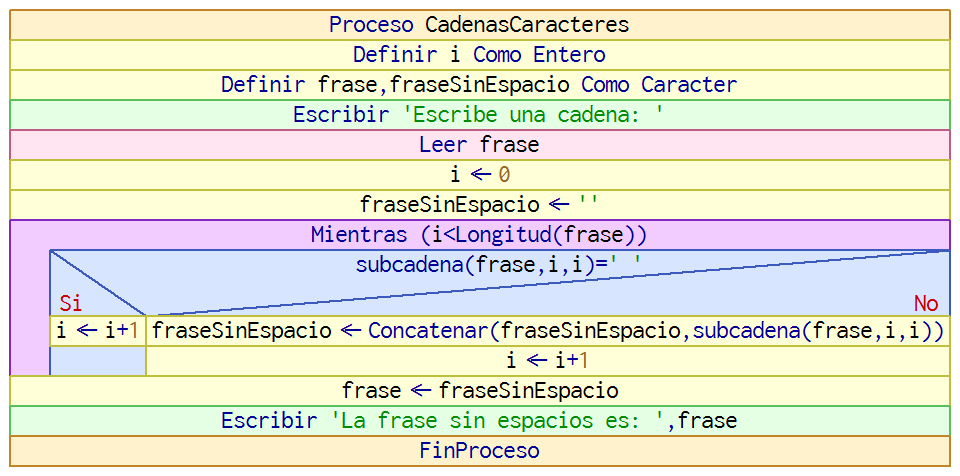 Proceso CadenasCaracteres
Definir i Como Entero
Definir frase,fraseSinEspacio Como Caracter
Escribir 'Escribe una cadena: '
Leer frase
i ← 0
fraseSinEspacio ← ''
Mientras (i<Longitud(frase))
subcadena(frase,i,i)=' '
Si No
i ← i+1 fraseSinEspacio ← Concatenar(fraseSinEspacio,subcadena(frase,i,i))
i ← i+1
frase ← fraseSinEspacio
Escribir 'La frase sin espacios es: ',frase
FinProceso